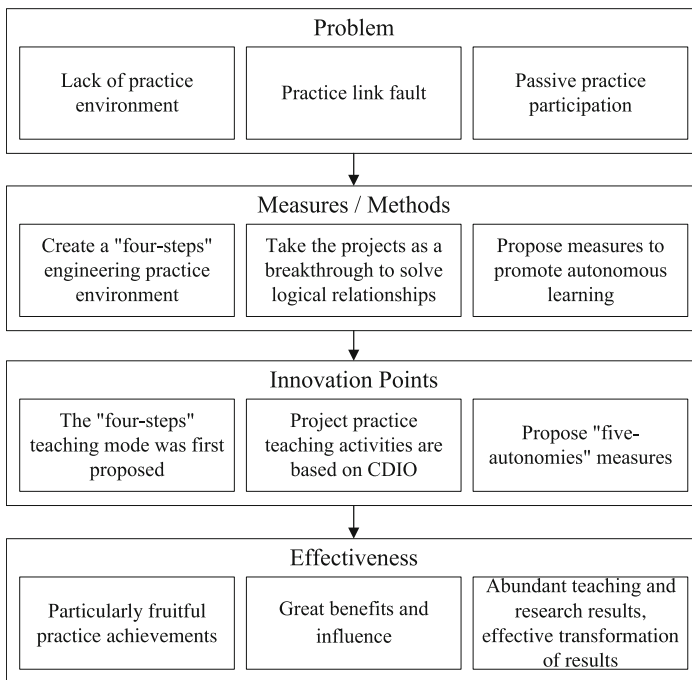 Problem
Lack of practice
environment
Practice link fault
Passive practice
participation
Measures / Methods
Create a "four-steps"
engineering practice
environment
Take the projects as a
breakthrough to solve
logical relationships
Propose measures to
promote autonomous
learning
Innovation Points
The "four-steps"
teaching mode was first
proposed
Project practice
teaching activities are
based on CDIO
Propose "five-
autonomies" measures
Effectiveness
Particularly fruitful
practice achievements
Great benefits and
influence
Abundant teaching and
research results,
effective transformation
of results